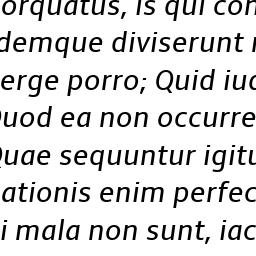 orquatus, is qui con
demque diviserunt
erge porro; Quid iud
Quod ea non occurre
Quae sequuntur igitu
ationis enim perfec
i mala non sunt, iac